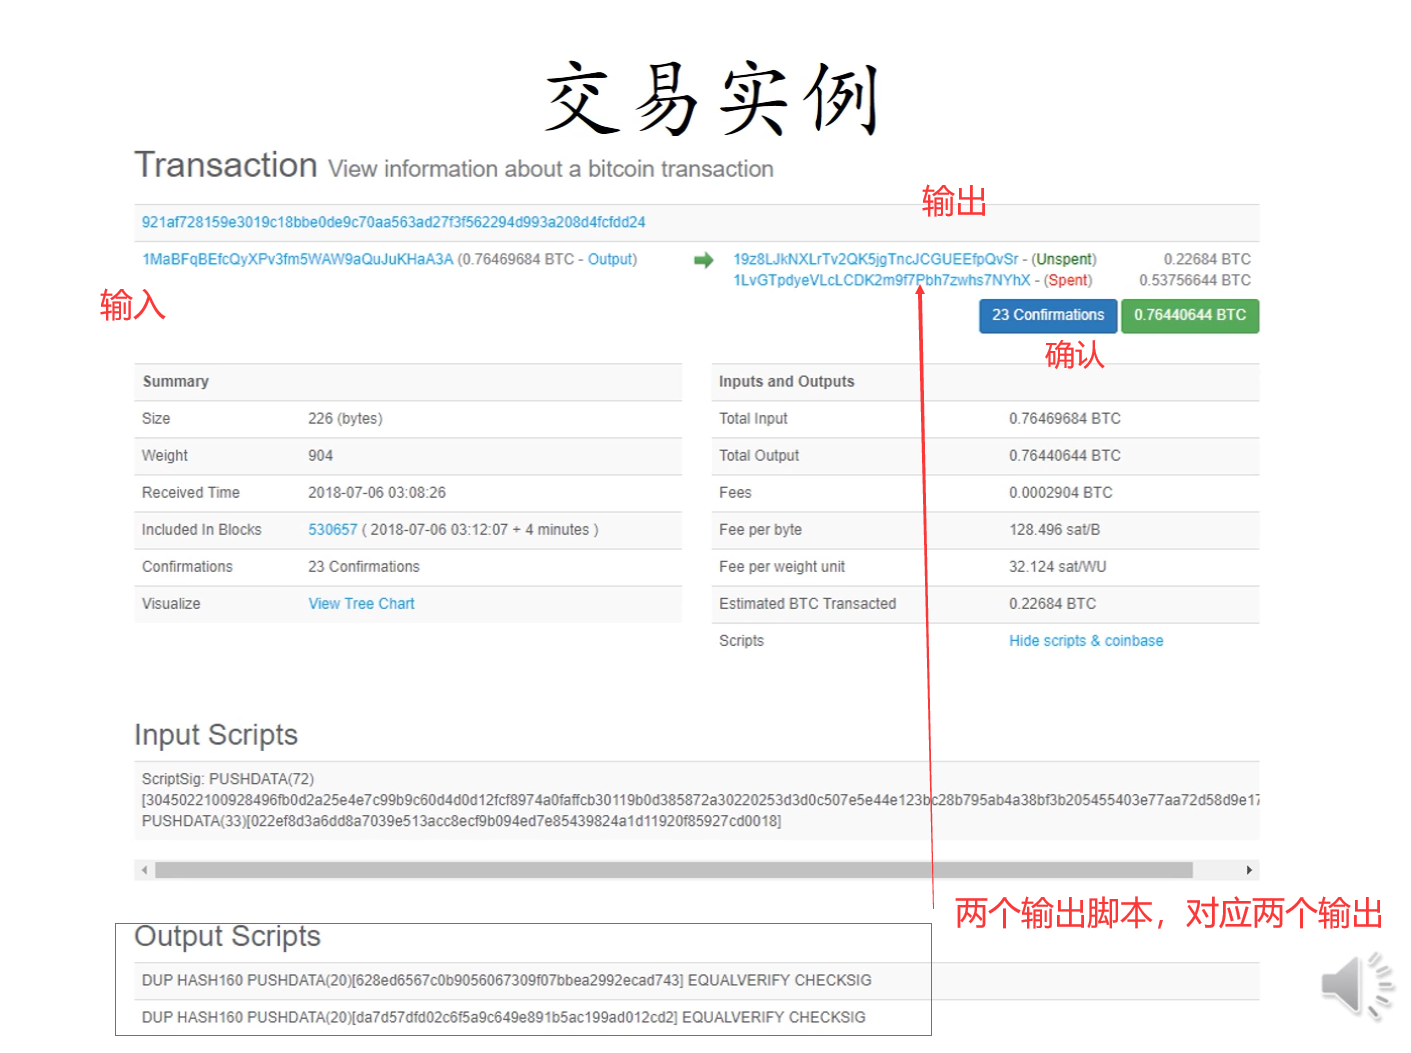 交易实例
Transaction View information about a bitcoin transaction
输出
921af728159e3019c18bbe0de9c70aa563ad27f3f562294d993a208d4fcfdd24
1MaBFqBEfcQyXPv3fm5WAW9aQuJuKHaA3A (0.76469684 BTC - Output)
19z8LJkNXLrTv2QK5jgTncJCGUEEfpQvSr - (Unspent) 0.22684 BTC
1LvGTpdyeVLcLCDK2m9f7Pbh7zwhs7NYhX - (Spent) 0.53756644 BTC
输入
23 Confirmations 0.76440644 BTC
确认
Summary
Size 226 (bytes)
Weight 904
Received Time 2018-07-06 03:08:26
Included In Blocks 530657 ( 2018-07-06 03:12:07 + 4 minutes )
Confirmations 23 Confirmations
Visualize View Tree Chart
Inputs and Outputs
Total Input 0.76469684 BTC
Total Output 0.76440644 BTC
Fees 0.0002904 BTC
Fee per byte 128.496 sat/B
Fee per weight unit 32.124 sat/WU
Estimated BTC Transacted 0.22684 BTC
Scripts Hide scripts & coinbase
Input Scripts
ScriptSig: PUSHDATA(72)
[3045022100928496fb0d2a25e4e7c99b9c60d4d0d12fcf8974a0faffcb30119b0d385872a30220253d3d0c507e5e44e123bc28b795ab4a38bf3b205455403e77aa72d58d9e17
PUSHDATA(33)[022ef8d3a6dd8a7039e513acc8ecf9b094ed7e85439824a1d11920f85927cd0018]
两个输出脚本，对应两个输出
Output Scripts
DUP HASH160 PUSHDATA(20)[628ed6567c0b9056067309f07bbea2992ecad743] EQUALVERIFY CHECKSIG
DUP HASH160 PUSHDATA(20)[da7d57dfd02c6f5a9c649e891b5ac199ad012cd2] EQUALVERIFY CHECKSIG